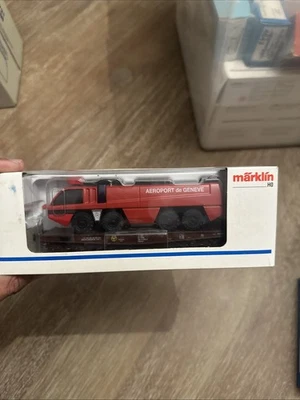 märklin
H0
AEROPORT de GENEVE